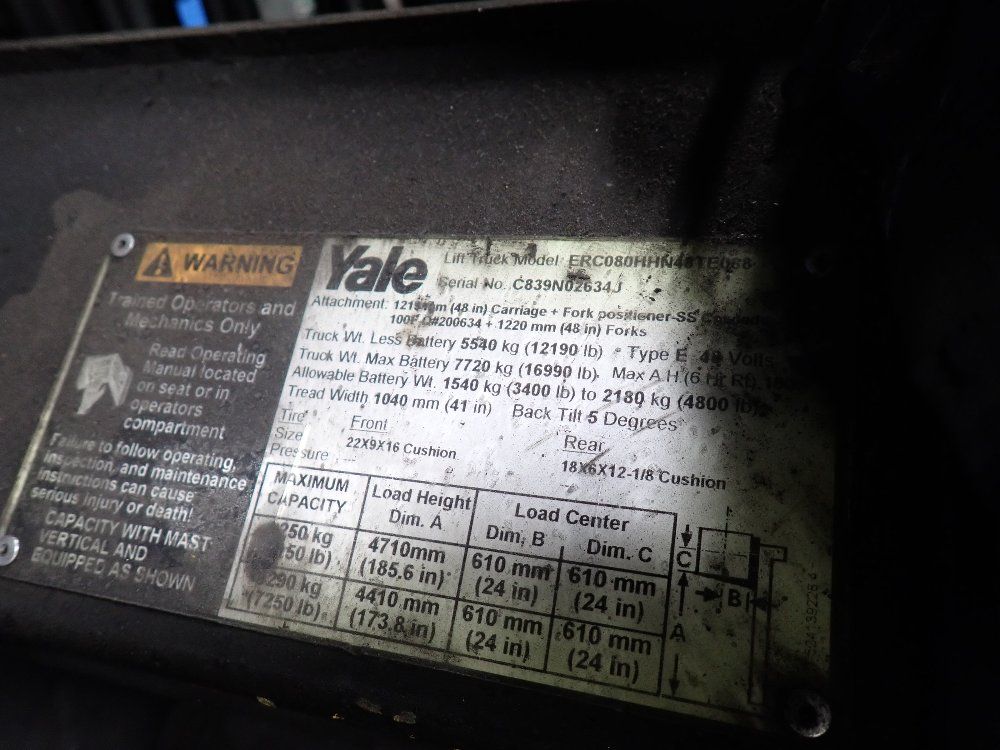 WARNING
Trained Operators and
Mechanics Only
Read Operating
Manual located
on seat or in
operators
compartment
Failure to follow operating,
inspection, and maintenance
instructions can cause
serious injury or death!
CAPACITY WITH MAST
VERTICAL AND
EQUIPPED AS SHOWN
Yale
Lift Truck Model
Serial No. C839N02634J
Attachment: (48 in) Carriage + Fork positioner-SS
+ 1220 mm (48 in) Forks
Truck Wt. Less Battery 5540 kg (12190 lb) Type E 48 Volts
Truck Wt. Max Battery 7720 kg (16990 lb) Max A.H.(6 Hr Rt)
Allowable Battery Wt. 1540 kg (3400 lb) to 2180 kg (4800 lb)
Tread Width 1040 mm (41 in) Back Tilt 5 Degrees
Tire Front Rear
Size 22X9X16 Cushion 18X6X12-1/8 Cushion
Pressure
MAXIMUM CAPACITY Load Height Dim. A Load Center
Dim. B Dim. C
kg 4710mm 610 mm 610 mm
lb) (185.6 in) (24 in) (24 in)
3290 kg 4410 mm 610 mm 610 mm
(7250 lb) (173.8 in) (24 in) (24 in)
C
B
A